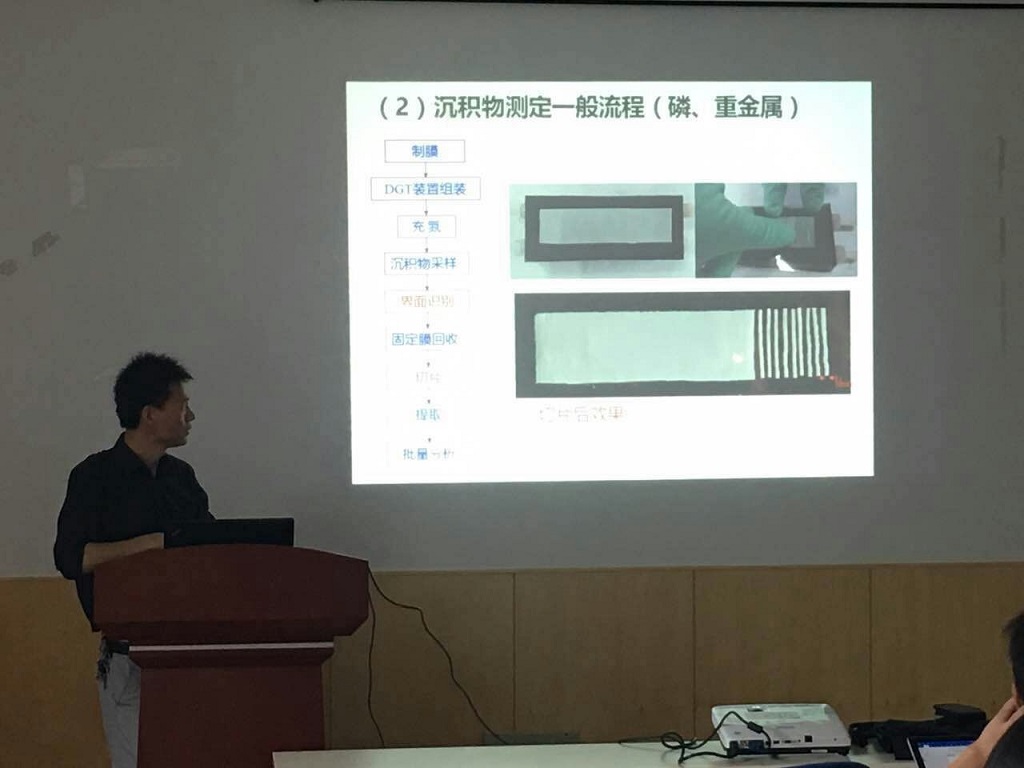 （2）沉积物测定一般流程（磷、重金属）
制膜
DGT装置组装
充氮
沉积物采样
界面识别
固定膜回收
切片
提取
批量分析
切片后效果